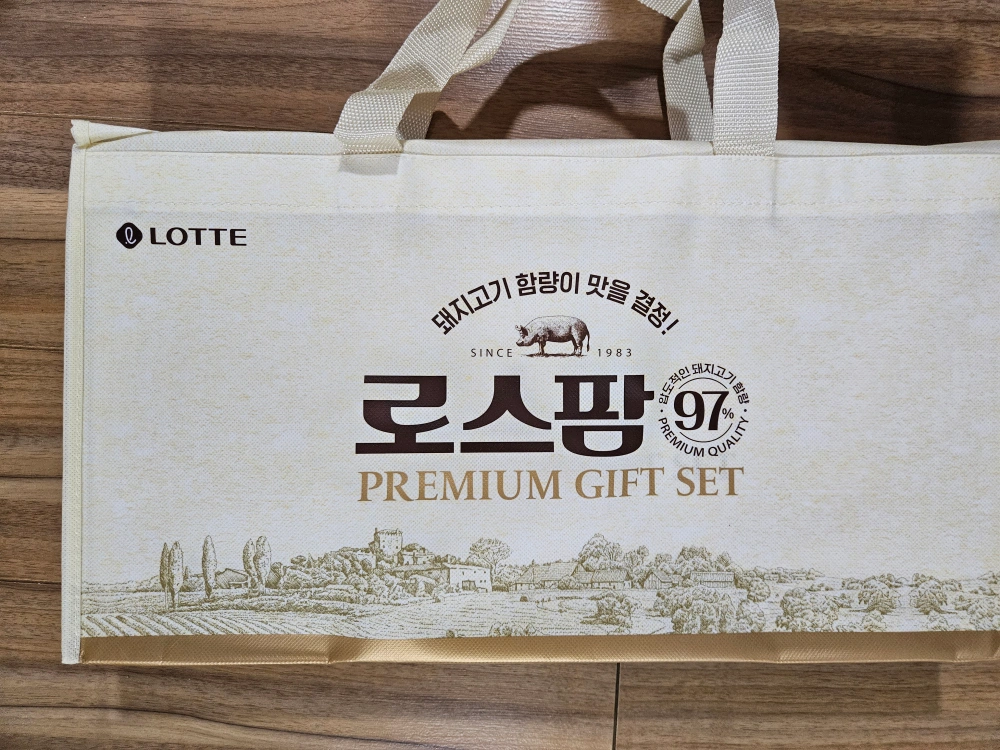 LOTTE
돼지고기 함량이 맛을 결정!
SINCE 1983
로스팜
압도적인 돼지고기 함량
97%
PREMIUM QUALITY
PREMIUM GIFT SET